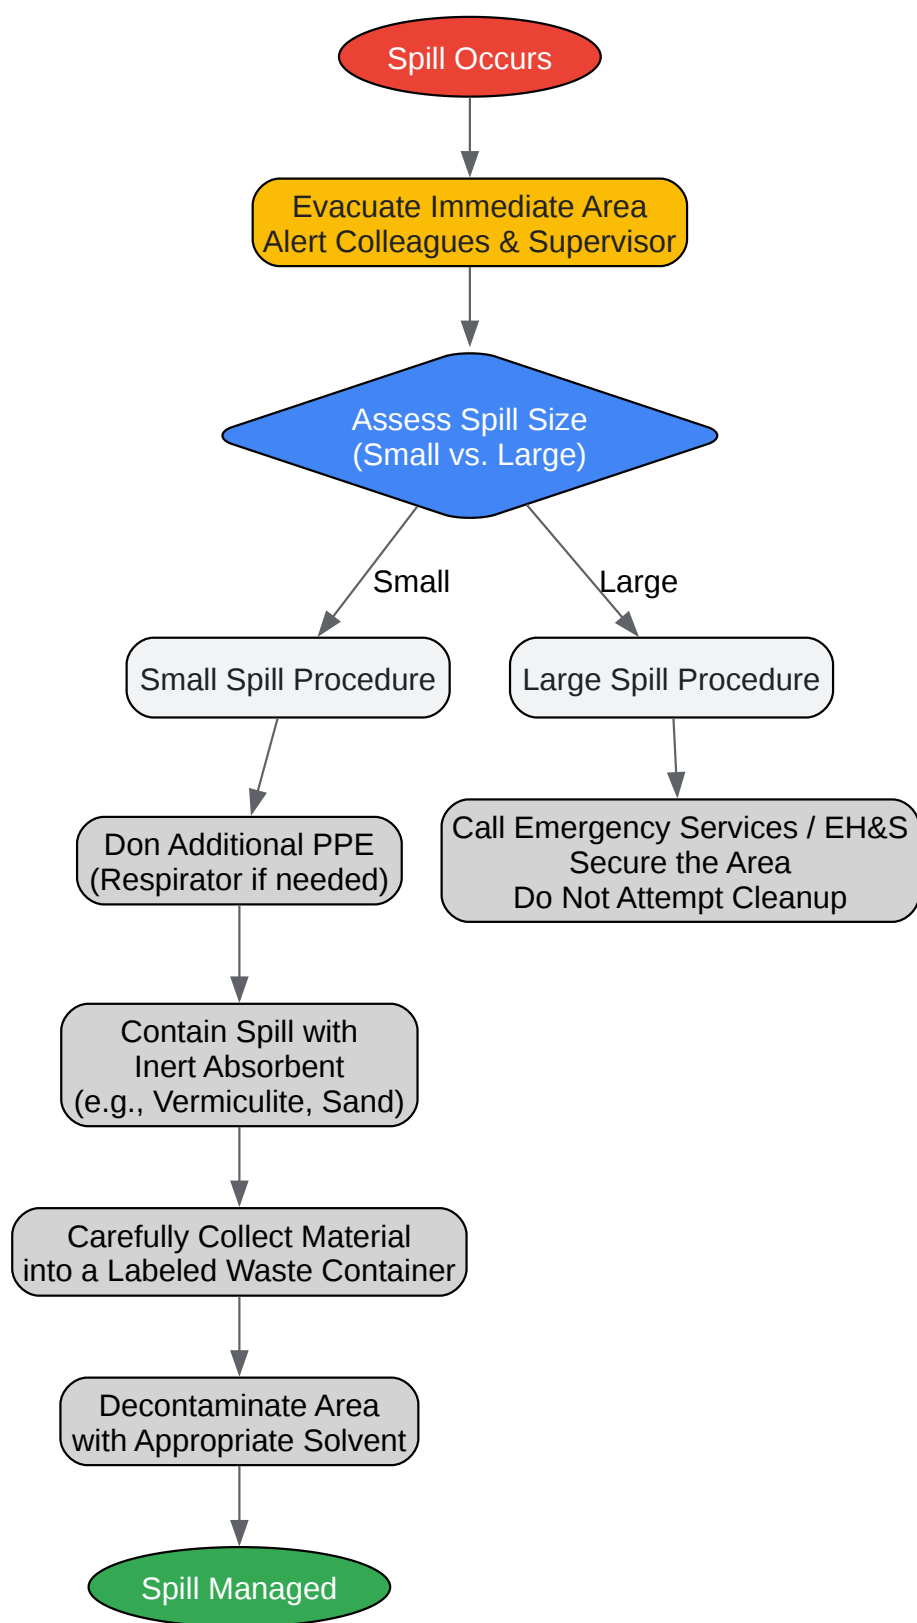 Spill Occurs
Evacuate Immediate Area
Alert Colleagues & Supervisor
Assess Spill Size
(Small vs. Large)
Small
Large
Small Spill Procedure
Large Spill Procedure
Don Additional PPE
(Respirator if needed)
Call Emergency Services / EH&S
Secure the Area
Do Not Attempt Cleanup
Contain Spill with
Inert Absorbent
(e.g., Vermiculite, Sand)
Carefully Collect Material
into a Labeled Waste Container
Decontaminate Area
with Appropriate Solvent
Spill Managed